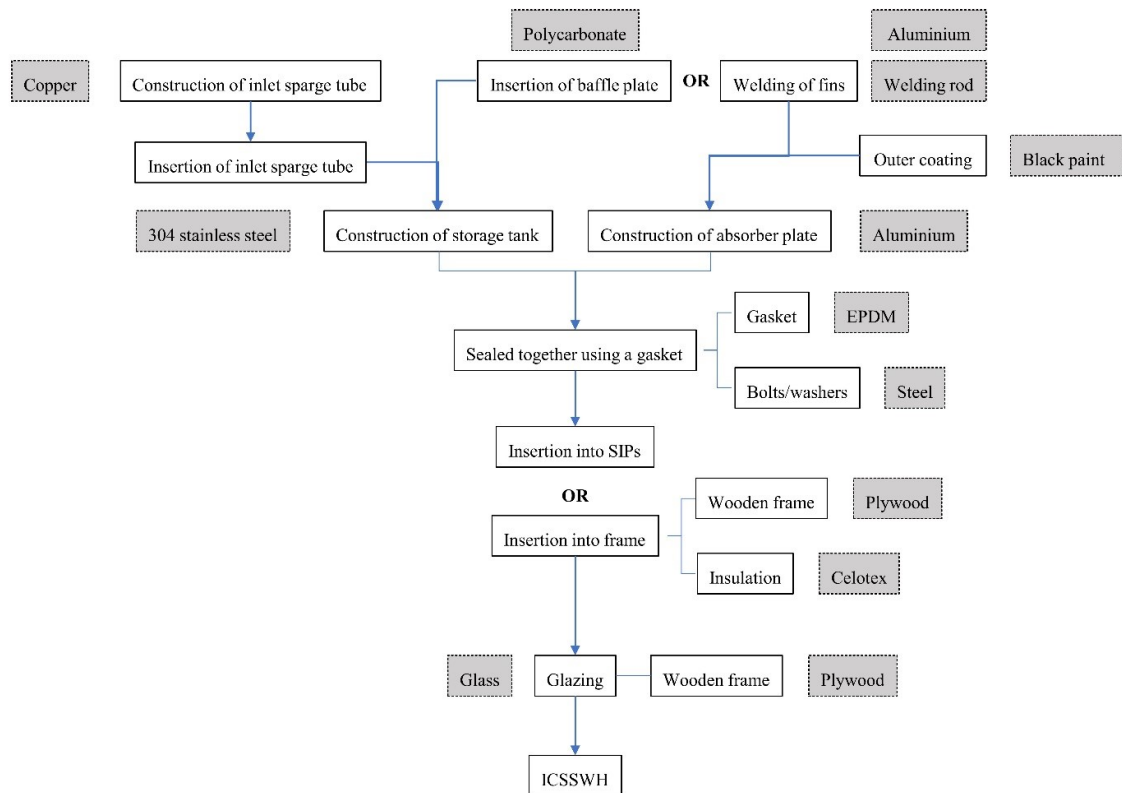 Polycarbonate
Aluminium
Copper
Construction of inlet sparge tube
Insertion of baffle plate
OR
Welding of fins
Welding rod
Insertion of inlet sparge tube
Outer coating
Black paint
304 stainless steel
Construction of storage tank
Construction of absorber plate
Aluminium
Gasket
EPDM
Sealed together using a gasket
Bolts/washers
Steel
Insertion into SIPs
OR
Wooden frame
Plywood
Insertion into frame
Insulation
Celotex
Glass
Glazing
Wooden frame
Plywood
ICSSWH